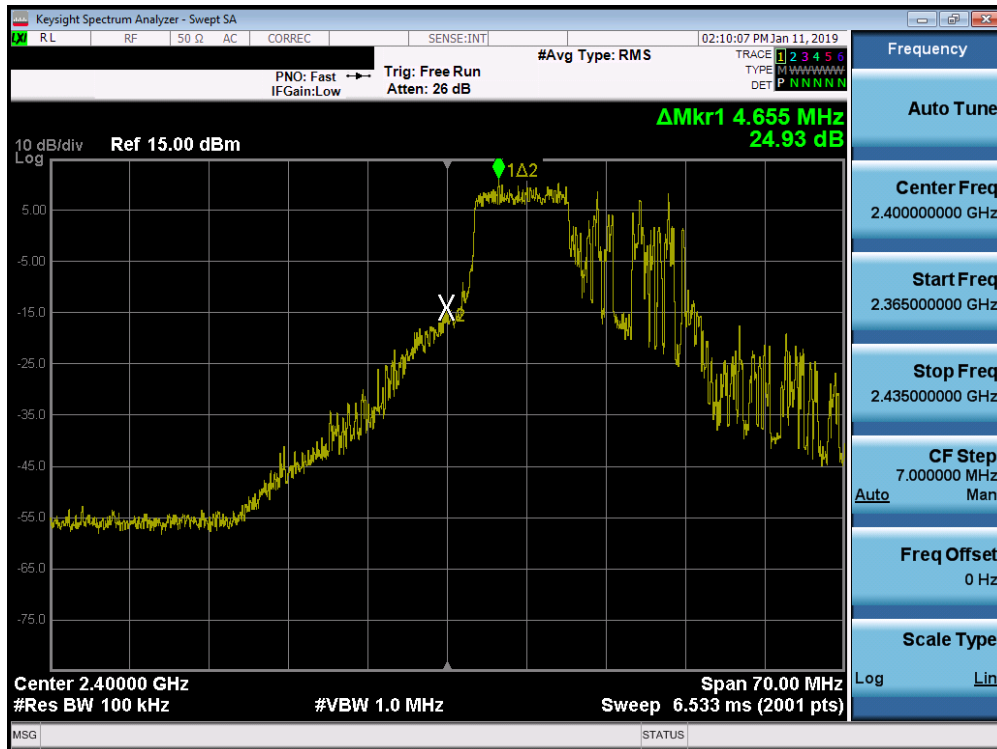 Keysight Spectrum Analyzer - Swept SA
LXI RL RF 50 Ω AC CORREC SENSE:INT 02:10:07 PM Jan 11, 2019
#Avg Type: RMS TRACE 1 2 3 4 5 6
PNO: Fast Trig: Free Run TYPE M WWWWW
IFGain:Low Atten: 26 dB DET P N N N N N
ΔMkr1 4.655 MHz
24.93 dB
10 dB/div Ref 15.00 dBm
Log
1Δ2
5.00
-5.00
-15.0
X2
-25.0
-35.0
-45.0
-55.0
-65.0
-75.0
Center 2.40000 GHz Span 70.00 MHz
#Res BW 100 kHz #VBW 1.0 MHz Sweep 6.533 ms (2001 pts)
MSG STATUS
Frequency
Auto Tune
Center Freq
2.400000000 GHz
Start Freq
2.365000000 GHz
Stop Freq
2.435000000 GHz
CF Step
7.000000 MHz
Auto Man
Freq Offset
0 Hz
Scale Type
Log Lin